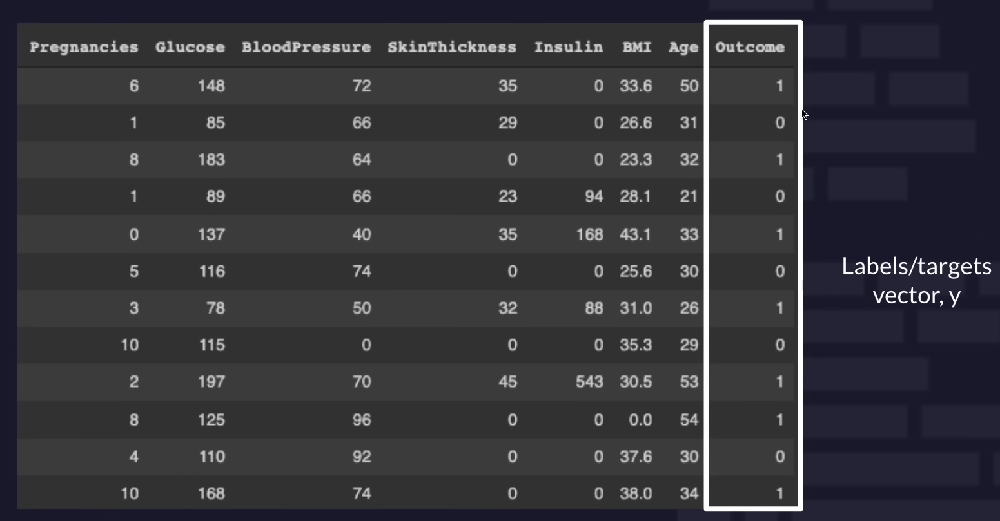 Pregnancies Glucose BloodPressure SkinThickness Insulin BMI Age Outcome
6 148 72 35 0 33.6 50 1
1 85 66 29 0 26.6 31 0
8 183 64 0 0 23.3 32 1
1 89 66 23 94 28.1 21 0
0 137 40 35 168 43.1 33 1
5 116 74 0 0 25.6 30 0
3 78 50 32 88 31.0 26 1
10 115 0 0 0 35.3 29 0
2 197 70 45 543 30.5 53 1
8 125 96 0 0 0.0 54 1
4 110 92 0 0 37.6 30 0
10 168 74 0 0 38.0 34 1
Labels/targets
vector, y